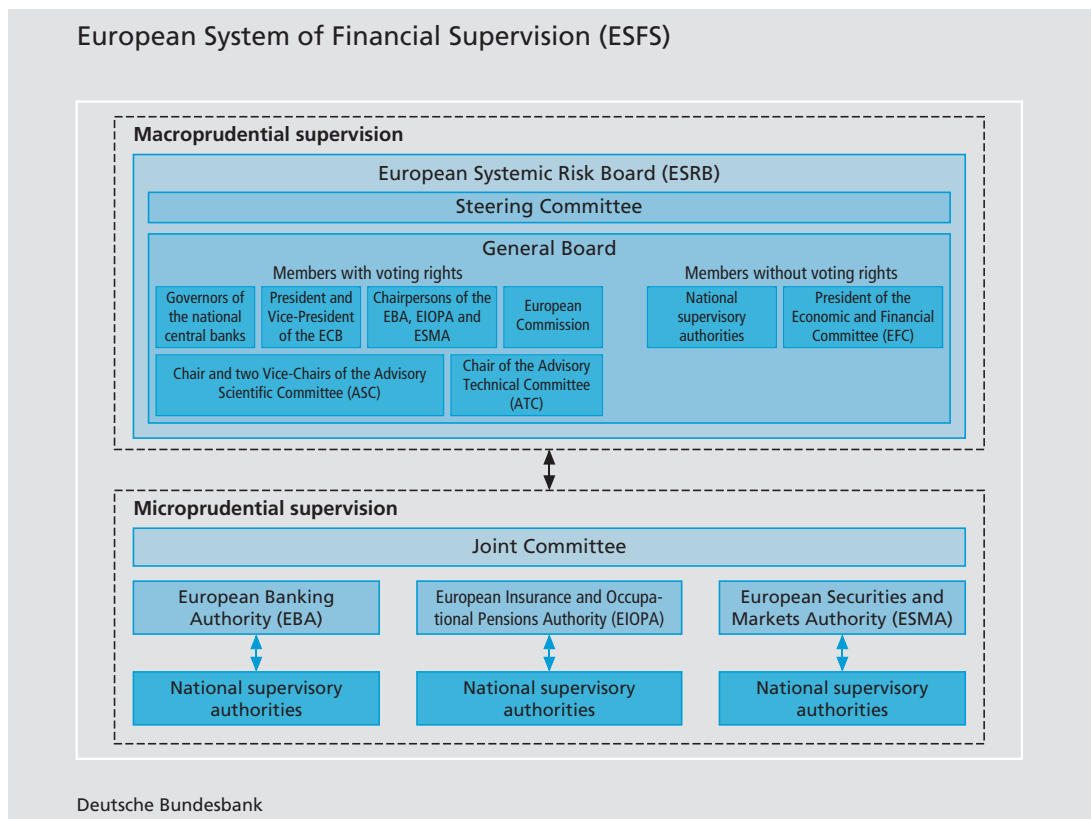 European System of Financial Supervision (ESFS)
Macroprudential supervision
European Systemic Risk Board (ESRB)
Steering Committee
General Board
Members with voting rights
Governors of
the national
central banks
President and
Vice-President
of the ECB
Chairpersons of the
EBA, EIOPA and
ESMA
European
Commission
Chair and two Vice-Chairs of the Advisory
Scientific Committee (ASC)
Chair of the Advisory
Technical Committee
(ATC)
Members without voting rights
National
supervisory
authorities
President of the
Economic and Financial
Committee (EFC)
Microprudential supervision
Joint Committee
European Banking
Authority (EBA)
European Insurance and Occupa-
tional Pensions Authority (EIOPA)
European Securities and
Markets Authority (ESMA)
National supervisory
authorities
National supervisory
authorities
National supervisory
authorities
Deutsche Bundesbank